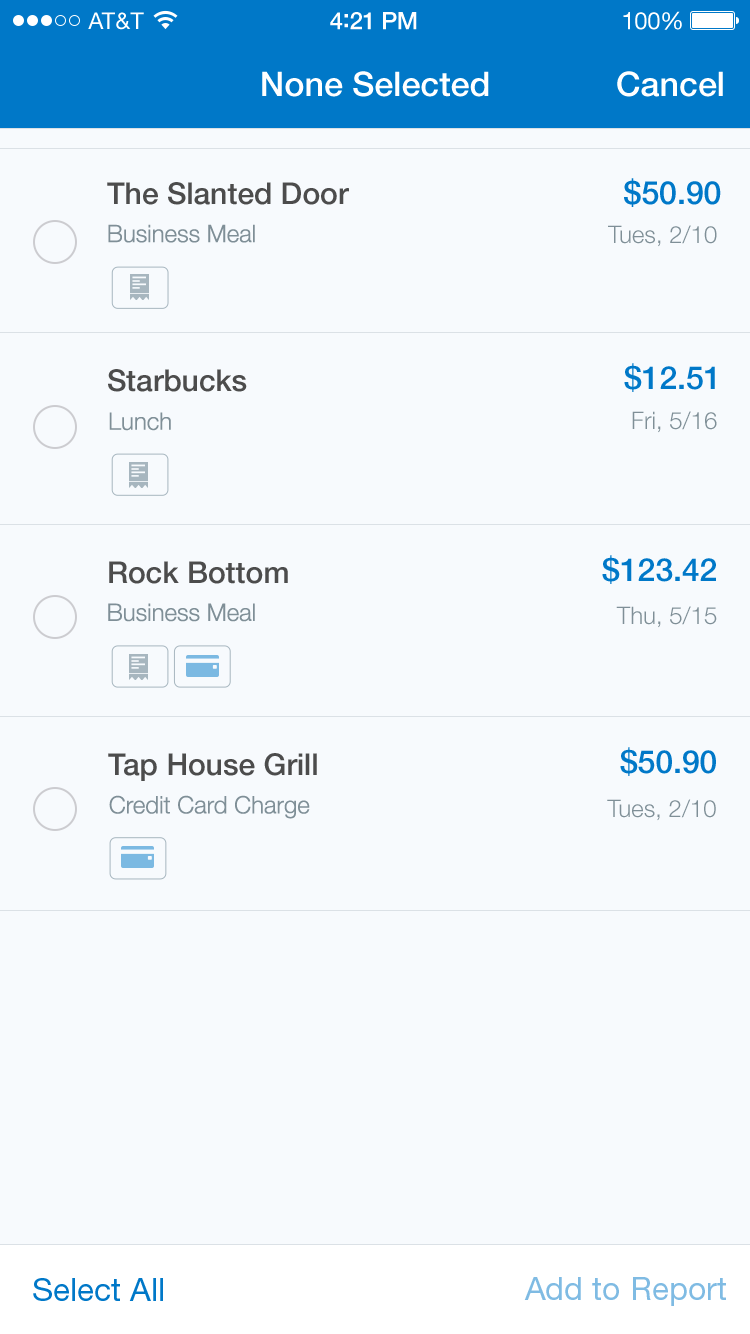 AT&T 4:21 PM 100%
None Selected Cancel
The Slanted Door $50.90
Business Meal Tues, 2/10
Starbucks $12.51
Lunch Fri, 5/16
Rock Bottom $123.42
Business Meal Thu, 5/15
Tap House Grill $50.90
Credit Card Charge Tues, 2/10
Select All Add to Report